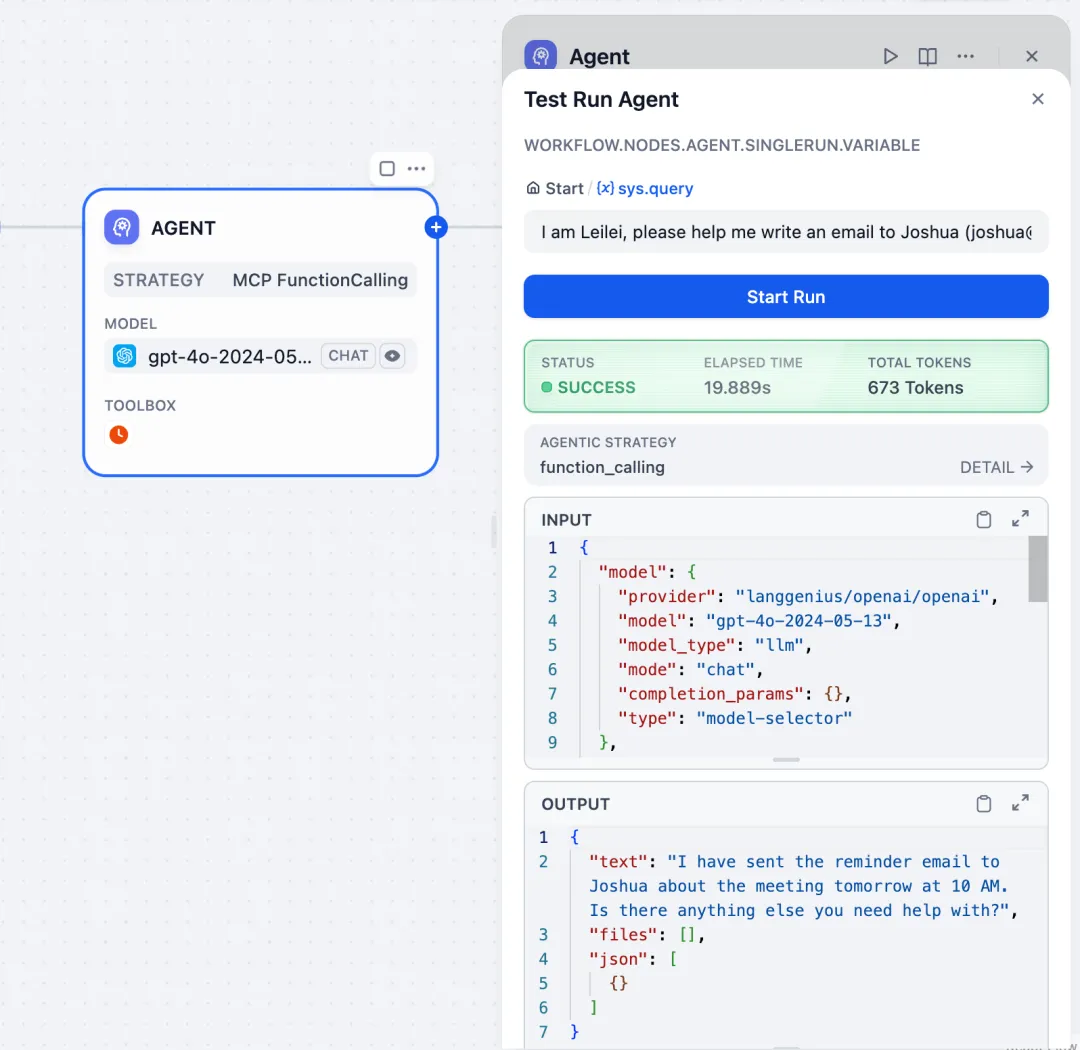 Agent
Test Run Agent
WORKFLOW.NODES.AGENT.SINGLERUN.VARIABLE
Start / {x} sys.query
I am Leilei, please help me write an email to Joshua (joshua@
Start Run
STATUS ELAPSED TIME TOTAL TOKENS
SUCCESS 19.889s 673 Tokens
AGENTIC STRATEGY
function_calling DETAIL →
INPUT
1 {
2 "model": {
3 "provider": "langgenius/openai/openai",
4 "model": "gpt-4o-2024-05-13",
5 "model_type": "llm",
6 "mode": "chat",
7 "completion_params": {},
8 "type": "model-selector"
9 },
OUTPUT
1 {
2 "text": "I have sent the reminder email to
Joshua about the meeting tomorrow at 10 AM.
Is there anything else you need help with?",
3 "files": [],
4 "json": [
5 {}
6 ]
7 }
AGENT
STRATEGY MCP FunctionCalling
MODEL
gpt-4o-2024-05... CHAT
TOOLBOX